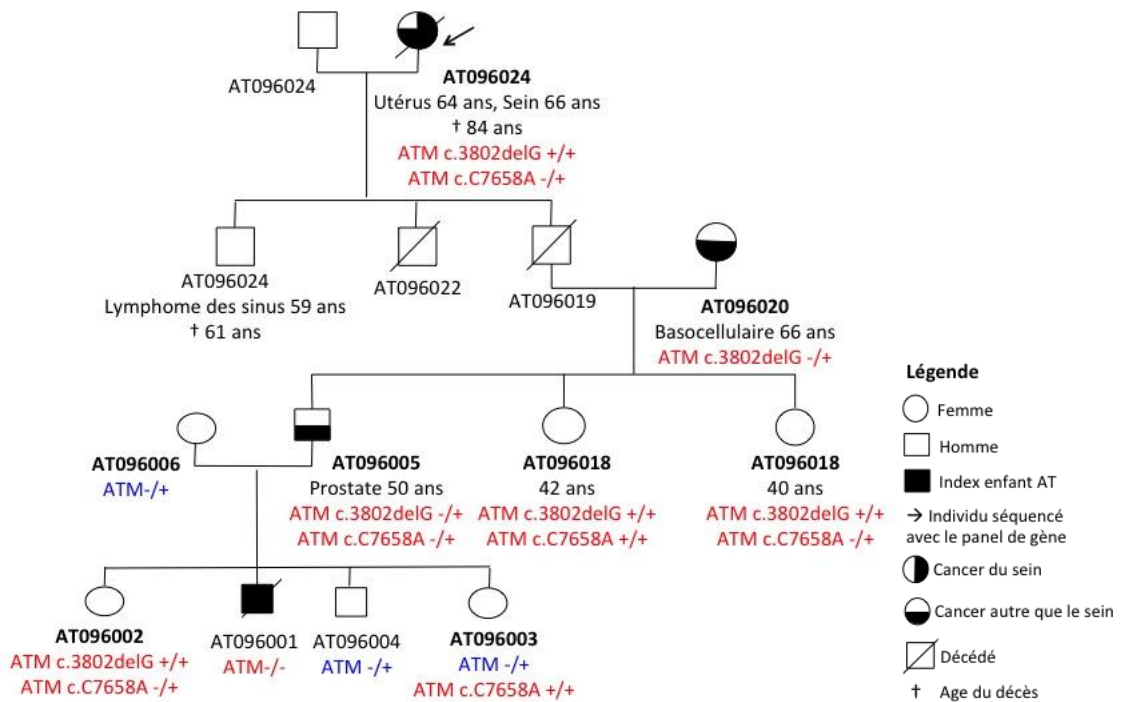 AT096024
AT096024
Utérus 64 ans, Sein 66 ans
† 84 ans
ATM c.3802delG +/+
ATM c.C7658A -/+
AT096024
Lymphome des sinus 59 ans
† 61 ans
AT096022
AT096019
AT096020
Basocellulaire 66 ans
ATM c.3802delG -/+
AT096006
ATM-/+
AT096005
Prostate 50 ans
ATM c.3802delG -/+
ATM c.C7658A -/+
AT096018
42 ans
ATM c.3802delG +/+
ATM c.C7658A +/+
AT096018
40 ans
ATM c.3802delG +/+
ATM c.C7658A -/+
AT096002
ATM c.3802delG +/+
ATM c.C7658A -/+
AT096001
ATM-/-
AT096004
ATM -/+
AT096003
ATM -/+
ATM c.C7658A +/+
Légende
Femme
Homme
Index enfant AT
→ Individu séquencé
avec le panel de gène
Cancer du sein
Cancer autre que le sein
Décédé
† Age du décès